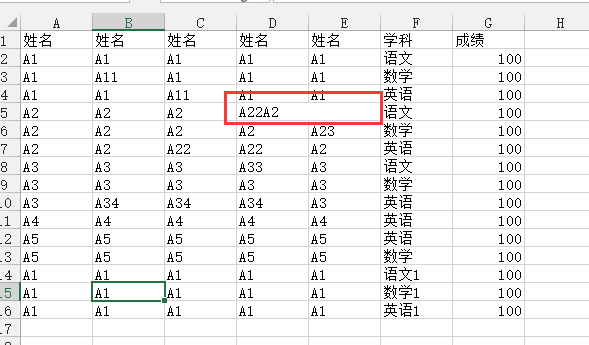 A B C D E F G H
1 姓名 姓名 姓名 姓名 姓名 学科 成绩
2 A1 A1 A1 A1 A1 语文 100
3 A1 A11 A1 A1 A1 数学 100
4 A1 A1 A11 A1 A1 英语 100
5 A2 A2 A2 A22A2 语文 100
6 A2 A2 A2 A2 A23 数学 100
7 A2 A2 A22 A22 A2 英语 100
8 A3 A3 A3 A33 A3 语文 100
9 A3 A3 A3 A3 A3 数学 100
10 A3 A34 A34 A34 A3 英语 100
11 A4 A4 A4 A4 A4 英语 100
12 A5 A5 A5 A5 A5 英语 100
13 A5 A5 A5 A5 A5 数学 100
14 A1 A1 A1 A1 A1 语文1 100
15 A1 A1 A1 A1 A1 数学1 100
16 A1 A1 A1 A1 A1 英语1 100
17